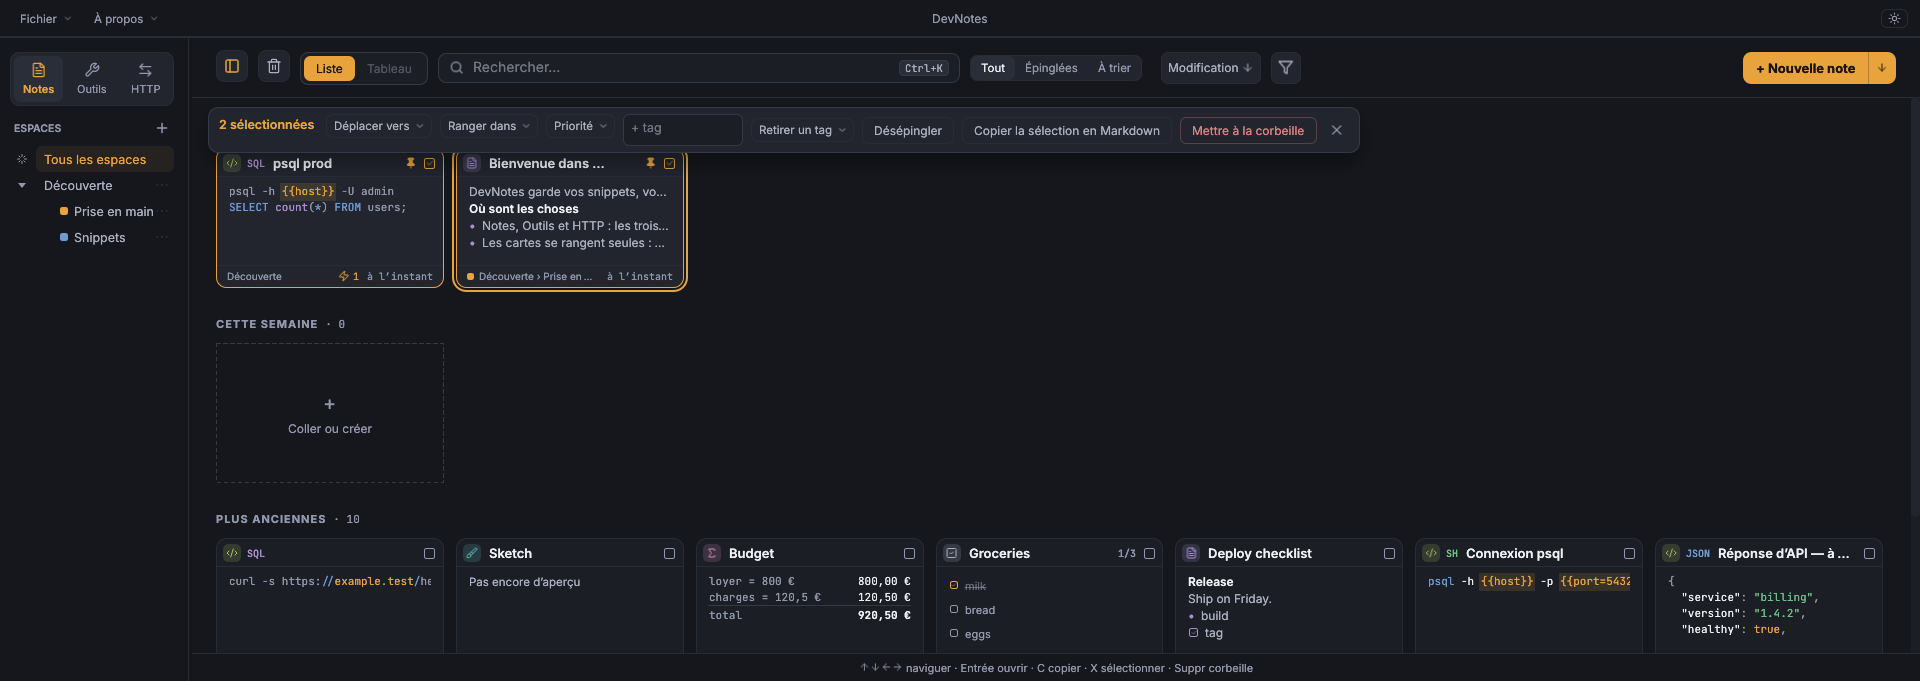 Fichier À propos DevNotes
Liste Tableau Rechercher... Ctrl+K Tout Épinglées À trier Modification ↓ + Nouvelle note ↓
Notes Outils HTTP
ESPACES +
Tous les espaces
Découverte ...
Prise en main ...
Snippets ...
2 sélectionnées Déplacer vers Ranger dans Priorité + tag Retirer un tag Désépingler Copier la sélection en Markdown Mettre à la corbeille ✕
</> SQL psql prod
psql -h {{host}} -U admin
SELECT count(*) FROM users;
Découverte 1 à l’instant
Bienvenue dans ...
DevNotes garde vos snippets, vo...
Où sont les choses
• Notes, Outils et HTTP : les trois...
• Les cartes se rangent seules : ...
Découverte › Prise en ... à l’instant
CETTE SEMAINE · 0
+
Coller ou créer
PLUS ANCIENNES · 10
</> SQL
curl -s https://example.test/he
Sketch
Pas encore d’aperçu
Σ Budget
loyer = 800 € 800,00 €
charges = 120,5 € 120,50 €
total 920,50 €
Groceries 1/3
milk
bread
eggs
Deploy checklist
Release
Ship on Friday.
• build
tag
</> SH Connexion psql
psql -h {{host}} -p {{port=5432
</> JSON Réponse d’API — à ...
{
"service": "billing",
"version": "1.4.2",
"healthy": true,
↑↓←→ naviguer · Entrée ouvrir · C copier · X sélectionner · Suppr corbeille